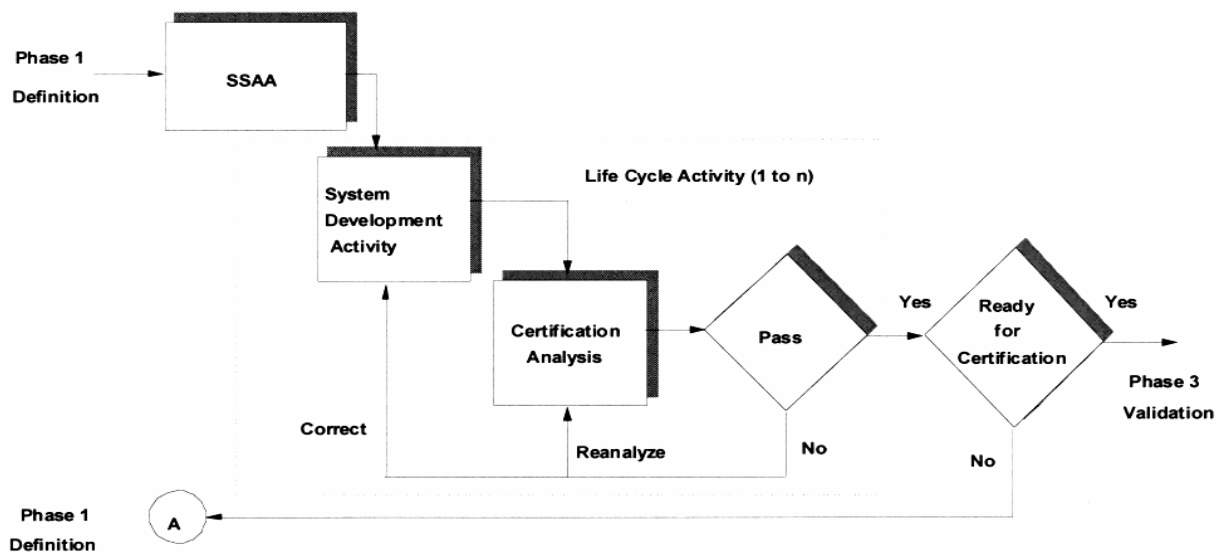 Phase 1
Definition
SSAA
Life Cycle Activity (1 to n)
System
Development
Activity
Certification
Analysis
Pass
Yes
Ready
for
Certification
Yes
Phase 3
Validation
Correct
Reanalyze
No
No
Phase 1
Definition
A